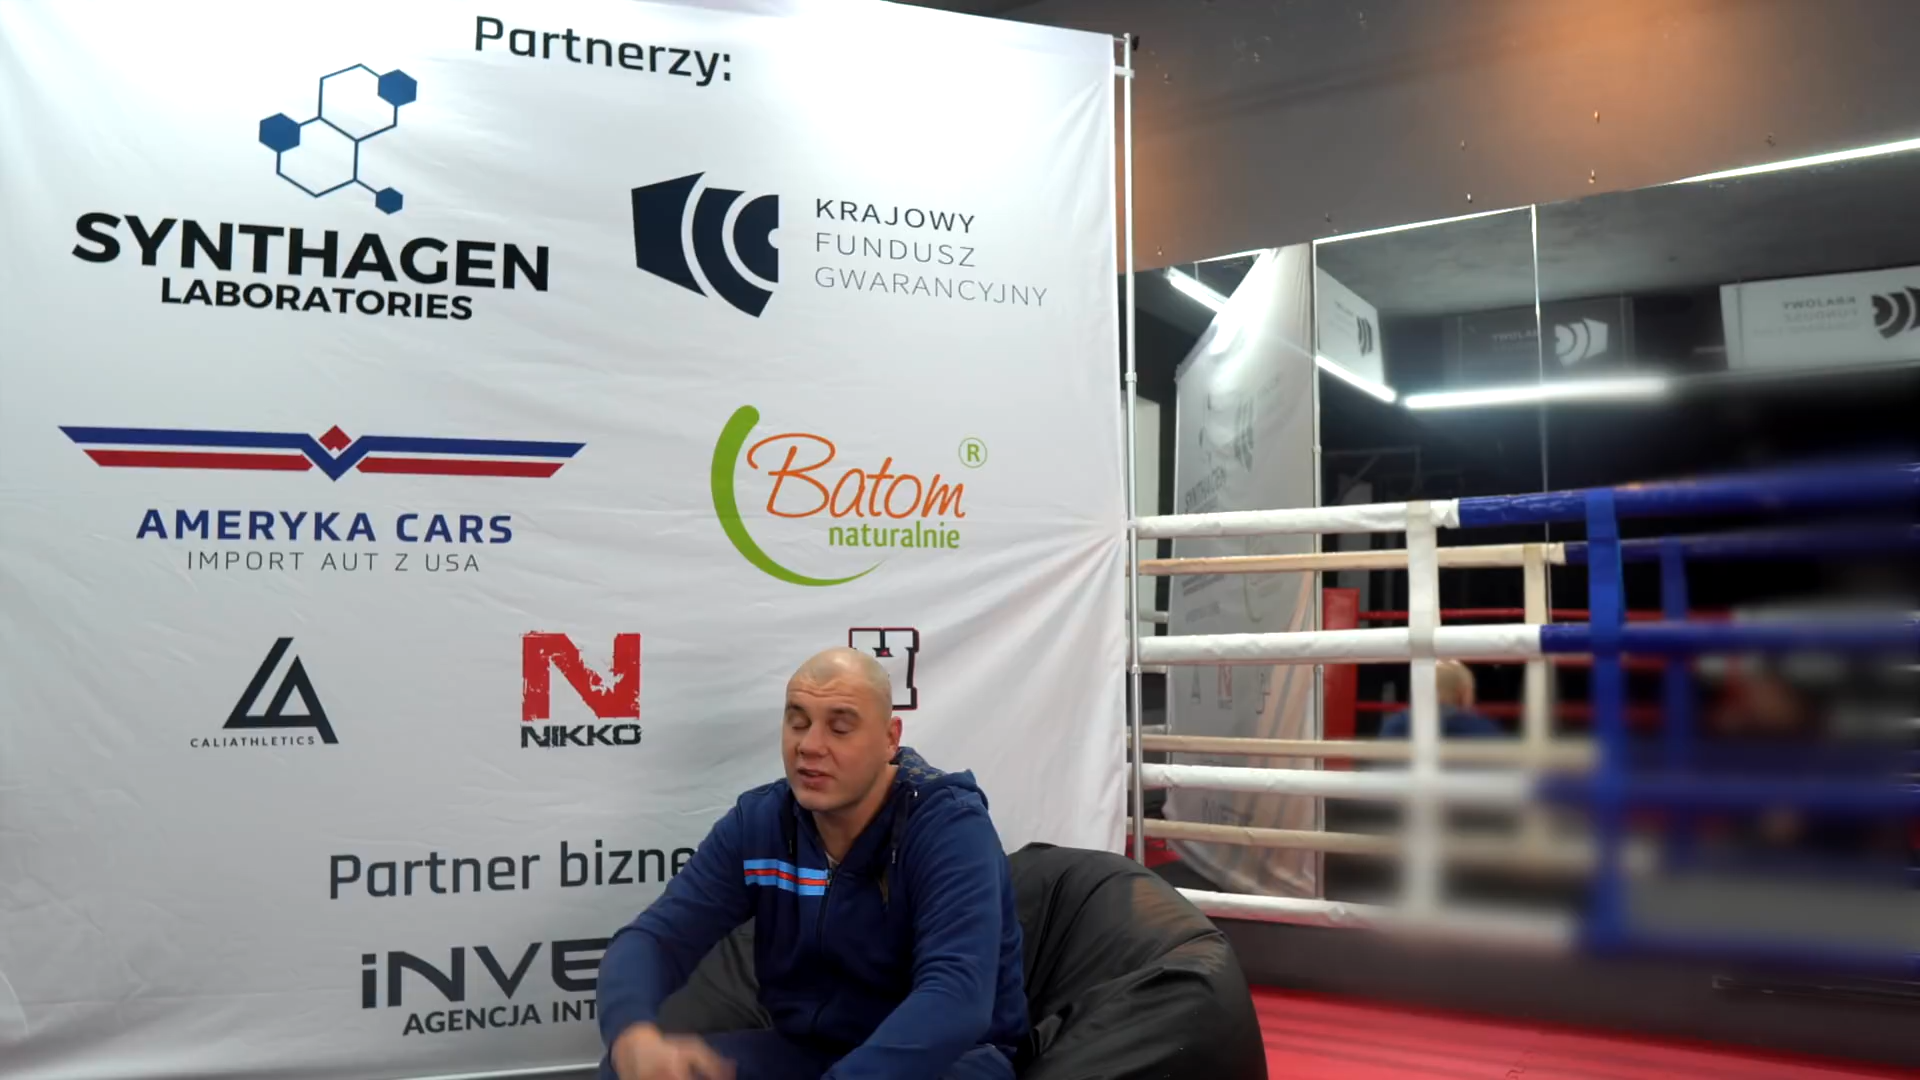 Partnerzy:
SYNTHAGEN
LABORATORIES
KRAJOWY
FUNDUSZ
GWARANCYJNY
AMERYKA CARS
IMPORT AUT Z USA
Batom®
naturalnie
CALIATHLETICS
N
NIKKO
Partner bizne
iNVE
AGENCJA INT